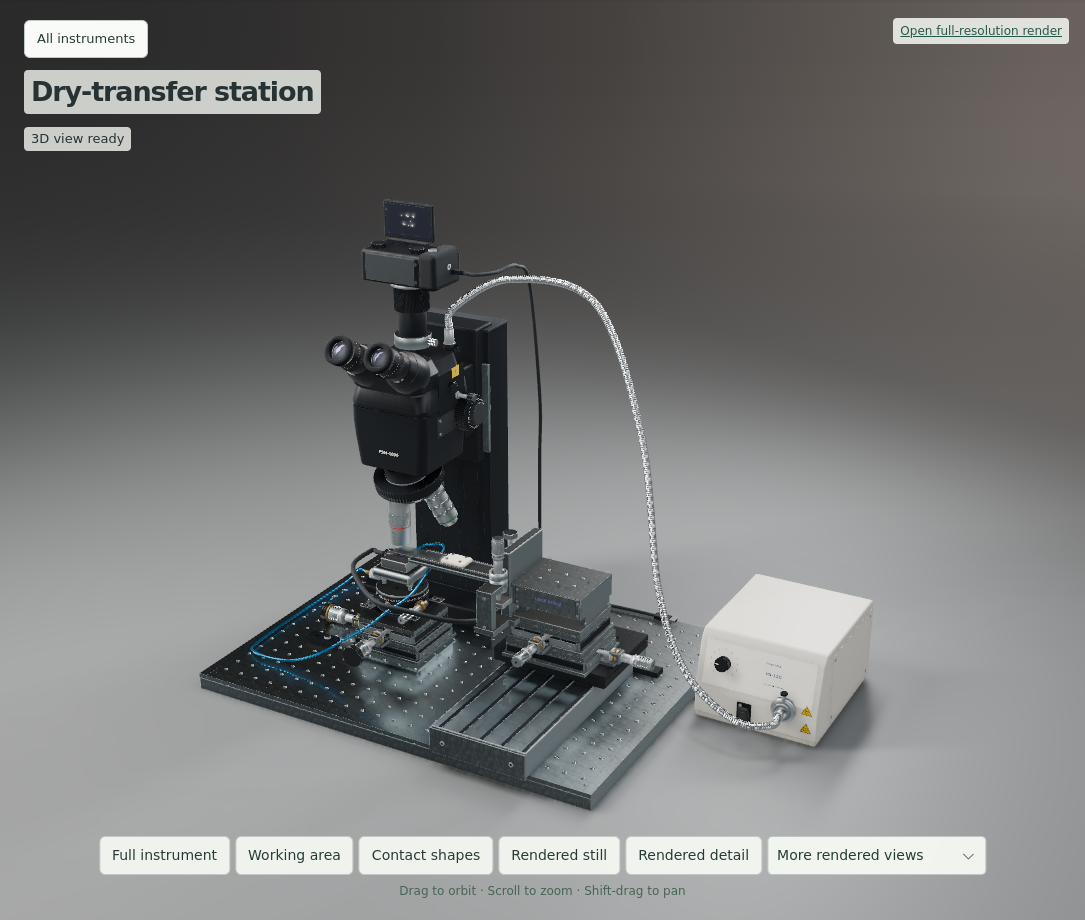 All instruments
Open full-resolution render
Dry-transfer station
3D view ready
Full instrument
Working area
Contact shapes
Rendered still
Rendered detail
More rendered views
Drag to orbit · Scroll to zoom · Shift-drag to pan